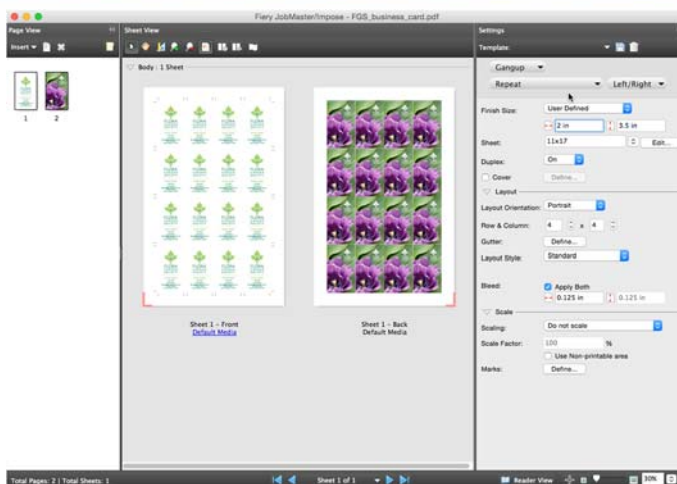 Fiery JobMaster/Impose - FGS_business_card.pdf
Page View
Sheet View
Settings
Insert
Template:
Body : 1 Sheet
Gangup
Repeat
Left/Right
1
2
Finish Size:
User Defined
2 in
3.5 in
Sheet:
11x17
Edit...
Duplex:
On
Cover
Define...
Layout
Layout Orientation:
Portrait
Row & Column:
4 x 4
Gutter:
Define...
Layout Style:
Standard
Bleed:
Apply Both
0.125 in
0.125 in
Scale
Scaling:
Do not scale
Scale Factor:
100 %
Use Non-printable area
Marks:
Define...
Sheet 1 - Front
Default Media
Sheet 1 - Back
Default Media
Total Pages: 2 | Total Sheets: 1
Sheet 1 of 1
Reader View
30%